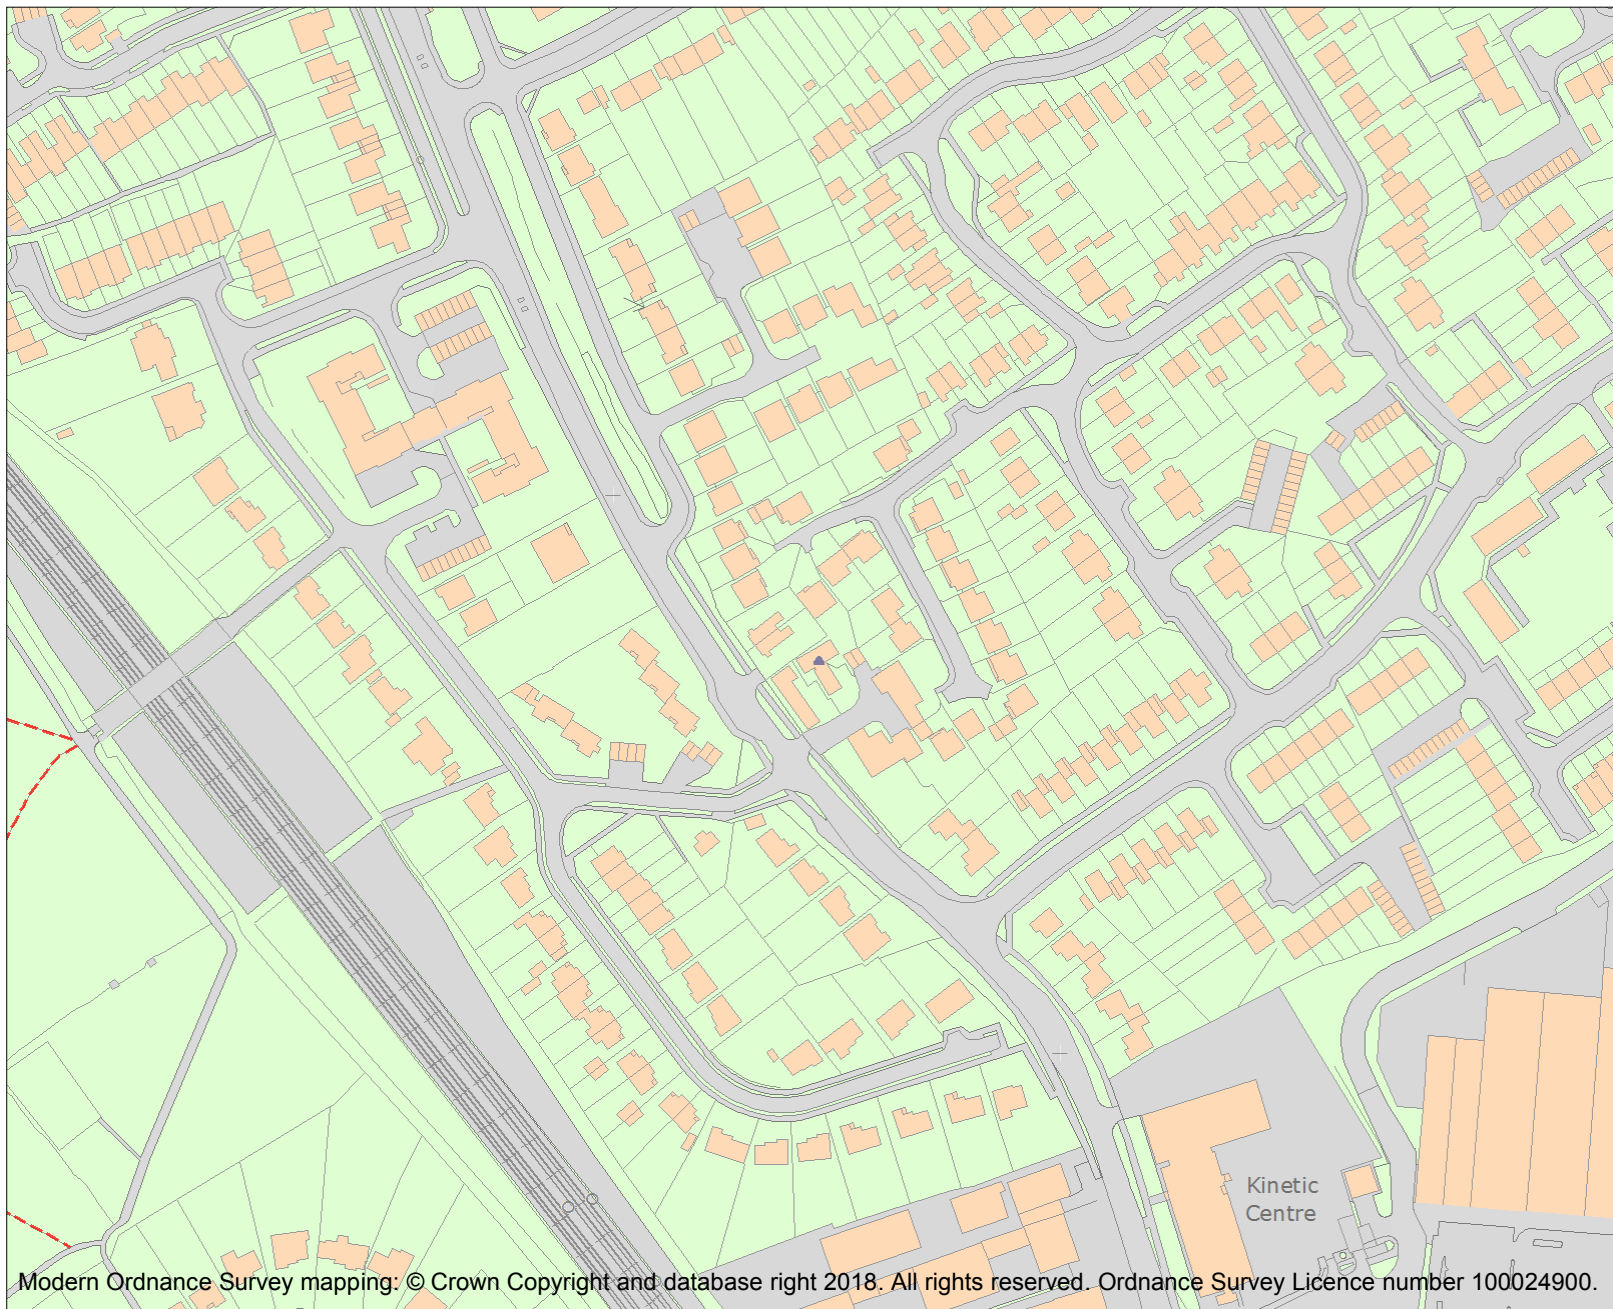 Kinetic
Centre
Modern Ordnance Survey mapping: © Crown Copyright and database right 2018. All rights reserved. Ordnance Survey Licence number 100024900.